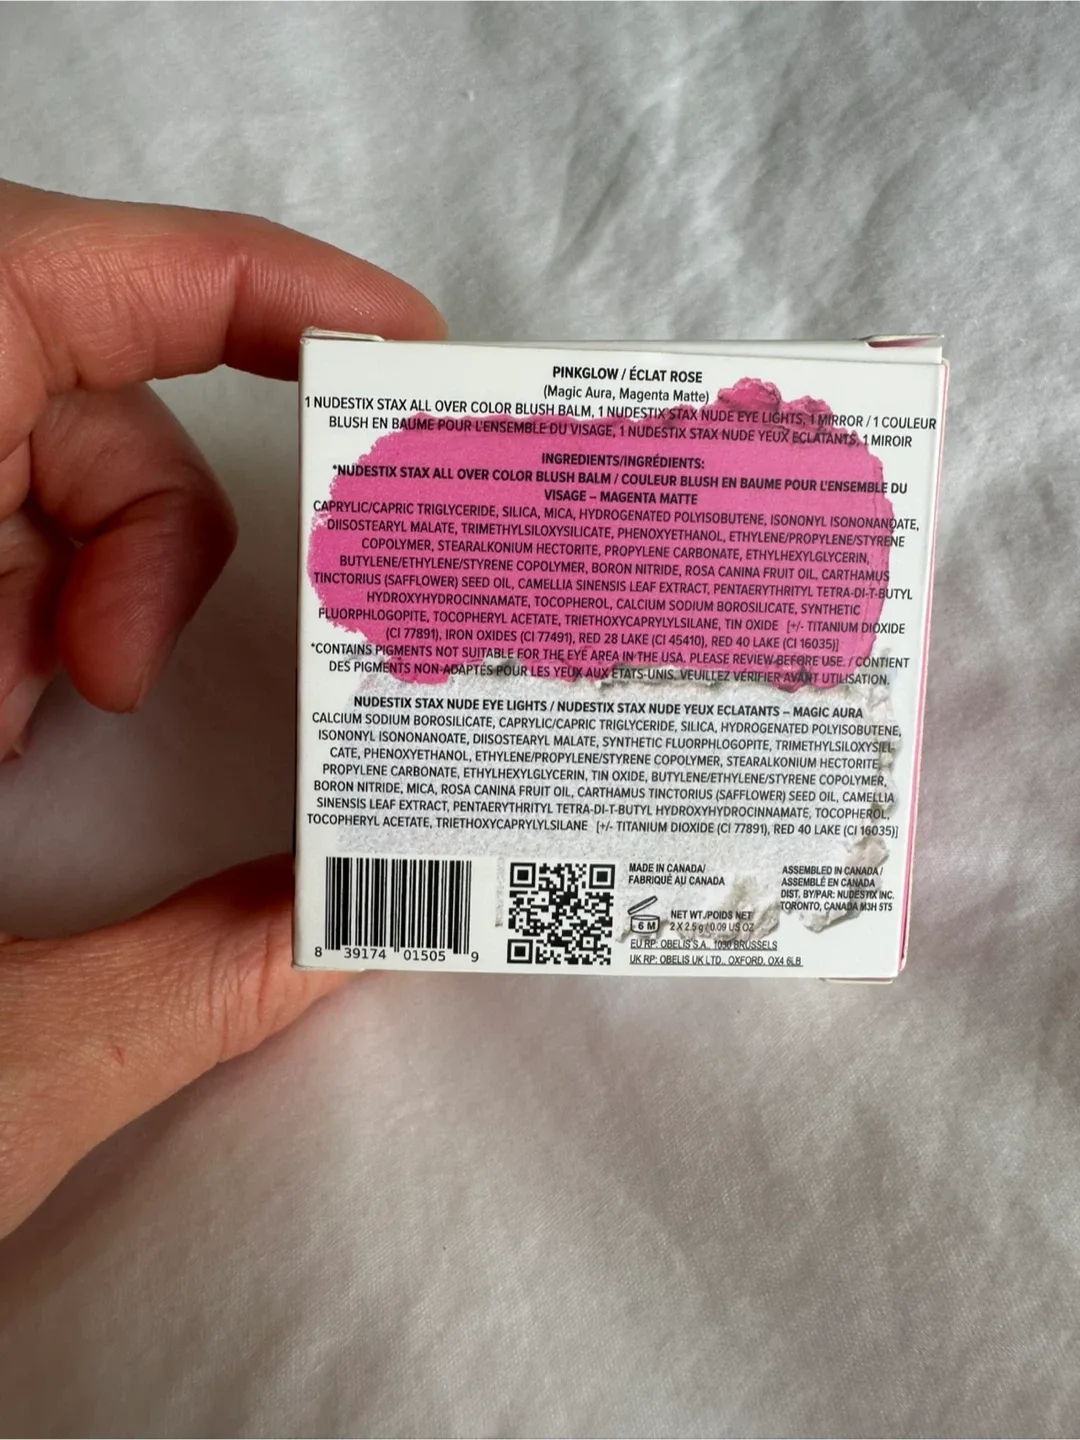 PINKGLOW / ÉCLAT ROSE
(Magic Aura, Magenta Matte)
1 NUDESTIX STAX ALL OVER COLOR BLUSH BALM, 1 NUDESTIX STAX NUDE EYE LIGHTS, 1 MIRROR / 1 COULEUR
BLUSH EN BAUME POUR L'ENSEMBLE DU VISAGE, 1 NUDESTIX STAX NUDE YEUX ECLATANTS, 1 MIROIR
INGREDIENTS/INGRÉDIENTS:
*NUDESTIX STAX ALL OVER COLOR BLUSH BALM / COULEUR BLUSH EN BAUME POUR L'ENSEMBLE DU
VISAGE – MAGENTA MATTE
CAPRYLIC/CAPRIC TRIGLYCERIDE, SILICA, MICA, HYDROGENATED POLYISOBUTENE, ISONONYL ISONONANOATE,
DIISOSTEARYL MALATE, TRIMETHYLSILOXYSILICATE, PHENOXYETHANOL, ETHYLENE/PROPYLENE/STYRENE
COPOLYMER, STEARALKONIUM HECTORITE, PROPYLENE CARBONATE, ETHYLHEXYLGLYCERIN,
BUTYLENE/ETHYLENE/STYRENE COPOLYMER, BORON NITRIDE, ROSA CANINA FRUIT OIL, CARTHAMUS
TINCTORIUS (SAFFLOWER) SEED OIL, CAMELLIA SINENSIS LEAF EXTRACT, PENTAERYTHRITYL TETRA-DI-T-BUTYL
HYDROXYHYDROCINNAMATE, TOCOPHEROL, CALCIUM SODIUM BOROSILICATE, SYNTHETIC
FLUORPHLOGOPITE, TOCOPHERYL ACETATE, TRIETHOXYCAPRYLYLSILANE, TIN OXIDE [+/- TITANIUM DIOXIDE
(CI 77891), IRON OXIDES (CI 77491), RED 28 LAKE (CI 45410), RED 40 LAKE (CI 16035)]
*CONTAINS PIGMENTS NOT SUITABLE FOR THE EYE AREA IN THE USA. PLEASE REVIEW BEFORE USE. / CONTIENT
DES PIGMENTS NON-ADAPTÉS POUR LES YEUX AUX ÉTATS-UNIS. VEUILLEZ VÉRIFIER AVANT UTILISATION.
NUDESTIX STAX NUDE EYE LIGHTS / NUDESTIX STAX NUDE YEUX ECLATANTS – MAGIC AURA
CALCIUM SODIUM BOROSILICATE, CAPRYLIC/CAPRIC TRIGLYCERIDE, SILICA, HYDROGENATED POLYISOBUTENE,
ISONONYL ISONONANOATE, DIISOSTEARYL MALATE, SYNTHETIC FLUORPHLOGOPITE, TRIMETHYLSILOXYSILI-
CATE, PHENOXYETHANOL, ETHYLENE/PROPYLENE/STYRENE COPOLYMER, STEARALKONIUM HECTORITE,
PROPYLENE CARBONATE, ETHYLHEXYLGLYCERIN, TIN OXIDE, BUTYLENE/ETHYLENE/STYRENE COPOLYMER,
BORON NITRIDE, MICA, ROSA CANINA FRUIT OIL, CARTHAMUS TINCTORIUS (SAFFLOWER) SEED OIL, CAMELLIA
SINENSIS LEAF EXTRACT, PENTAERYTHRITYL TETRA-DI-T-BUTYL HYDROXYHYDROCINNAMATE, TOCOPHEROL,
TOCOPHERYL ACETATE, TRIETHOXYCAPRYLYLSILANE [+/- TITANIUM DIOXIDE (CI 77891), RED 40 LAKE (CI 16035)]
8 39174 01505 9
MADE IN CANADA/
FABRIQUÉ AU CANADA
6 M
NET WT./POIDS NET
2 X 2.5 g / 0.09 US OZ
EU RP: OBELIS S.A. 1030 BRUSSELS
UK RP: OBELIS UK LTD., OXFORD, OX4 6LB
ASSEMBLED IN CANADA /
ASSEMBLÉ EN CANADA
DIST. BY/PAR: NUDESTIX INC.
TORONTO, CANADA M3H 5T5